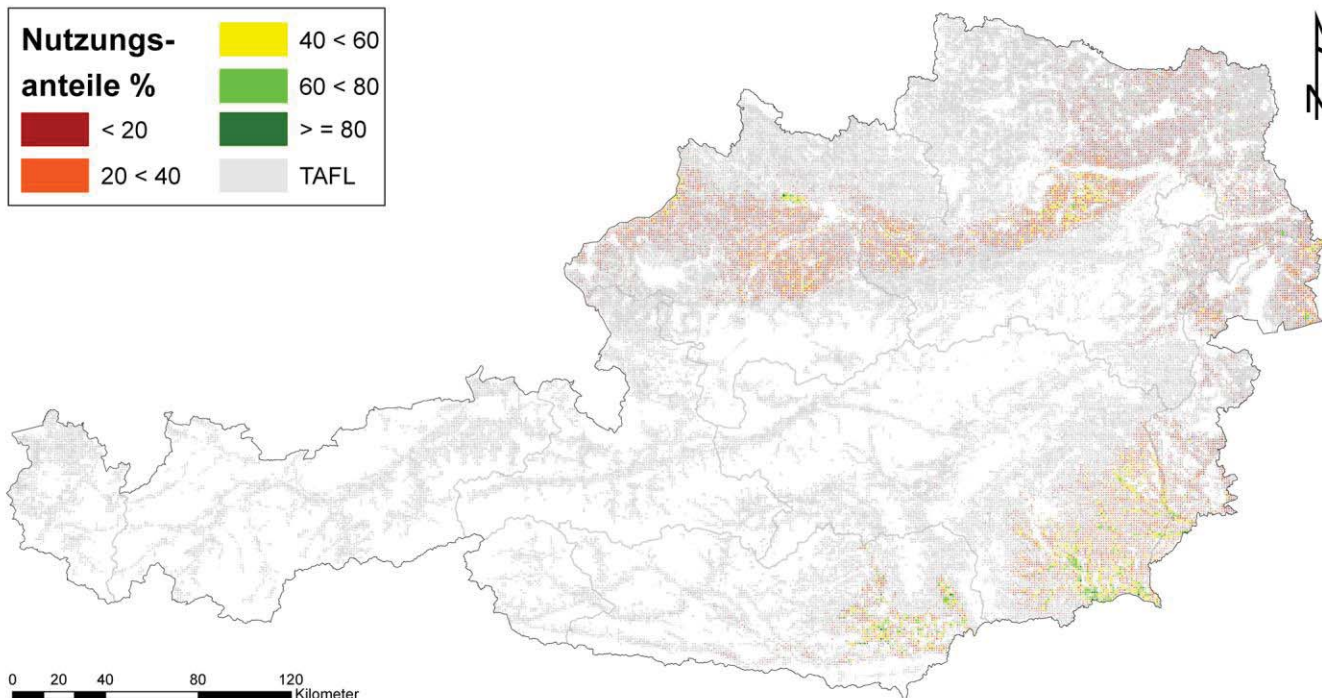 Nutzungs-
anteile %
< 20
20 < 40
40 < 60
60 < 80
> = 80
TAFL
N
0 20 40 80 120
Kilometer